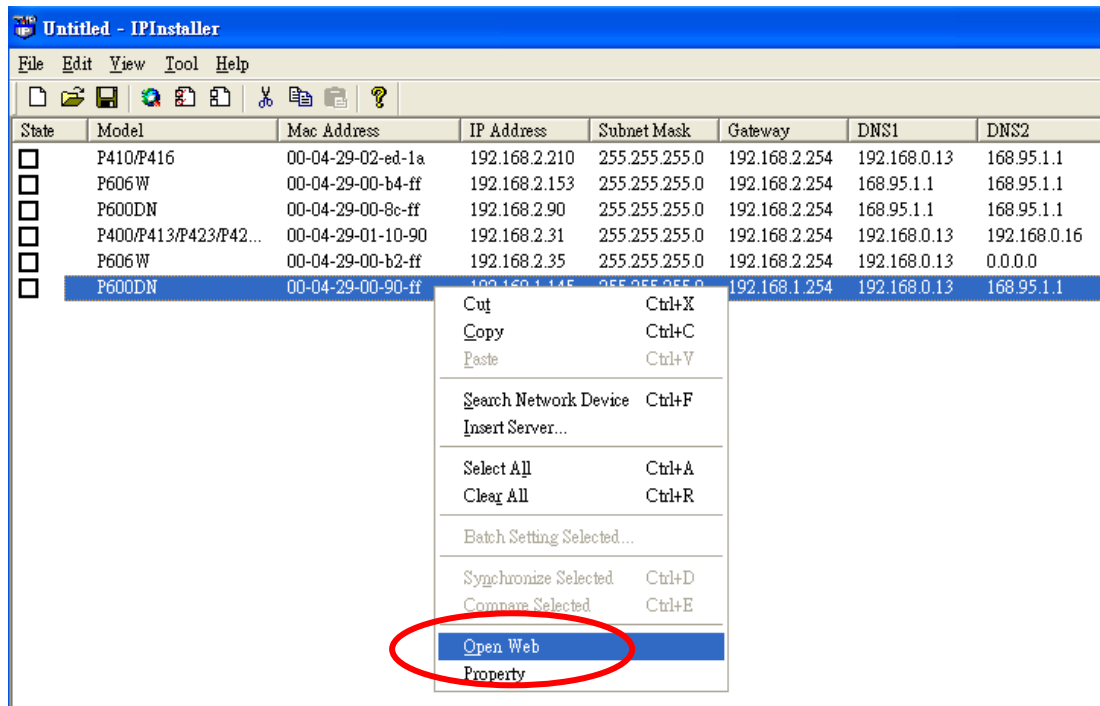 Untitled - IPInstaller
File Edit View Tool Help
State Model Mac Address IP Address Subnet Mask Gateway DNS1 DNS2
P410/P416 00-04-29-02-ed-1a 192.168.2.210 255.255.255.0 192.168.2.254 192.168.0.13 168.95.1.1
P606W 00-04-29-00-b4-ff 192.168.2.153 255.255.255.0 192.168.2.254 168.95.1.1 168.95.1.1
P600DN 00-04-29-00-8c-ff 192.168.2.90 255.255.255.0 192.168.2.254 168.95.1.1 168.95.1.1
P400/P413/P423/P42... 00-04-29-01-10-90 192.168.2.31 255.255.255.0 192.168.2.254 192.168.0.13 192.168.0.16
P606W 00-04-29-00-b2-ff 192.168.2.35 255.255.255.0 192.168.2.254 192.168.0.13 0.0.0.0
P600DN 00-04-29-00-90-ff 192.168.1.145 255.255.255.0 192.168.1.254 192.168.0.13 168.95.1.1
Cut Ctrl+X
Copy Ctrl+C
Paste Ctrl+V
Search Network Device Ctrl+F
Insert Server...
Select All Ctrl+A
Clear All Ctrl+R
Batch Setting Selected...
Synchronize Selected Ctrl+D
Compare Selected Ctrl+E
Open Web
Property